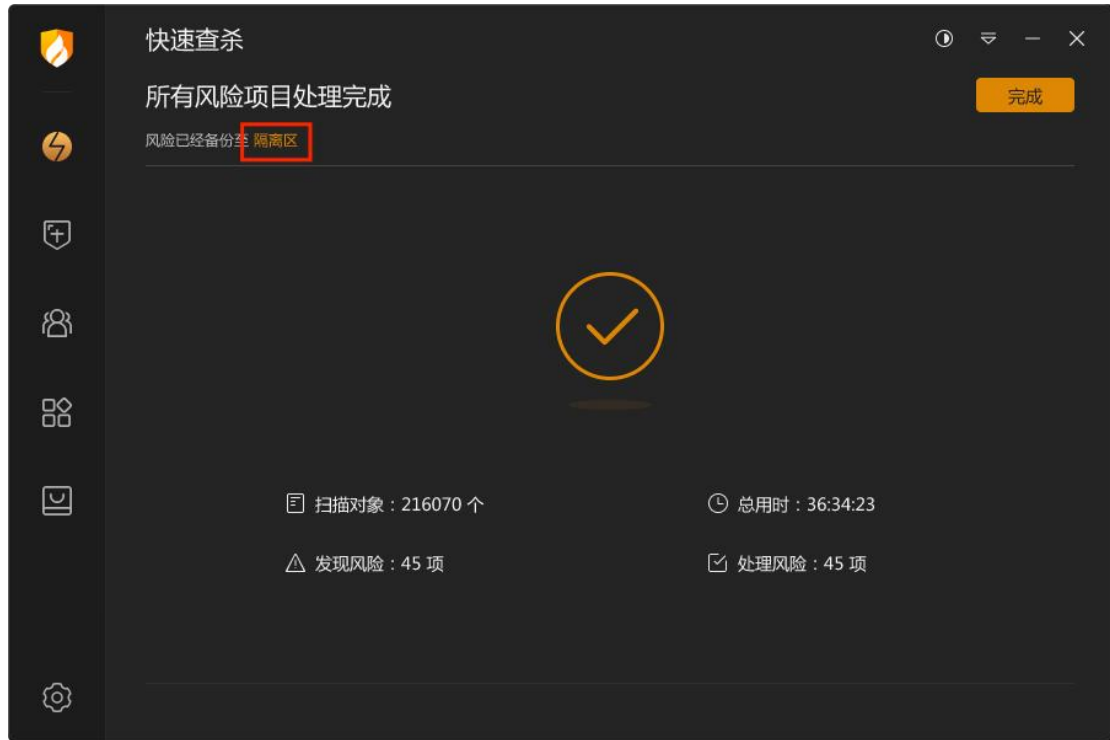 快速查杀
所有风险项目处理完成
完成
风险已经备份至 隔离区
扫描对象：216070 个
总用时：36:34:23
发现风险：45 项
处理风险：45 项